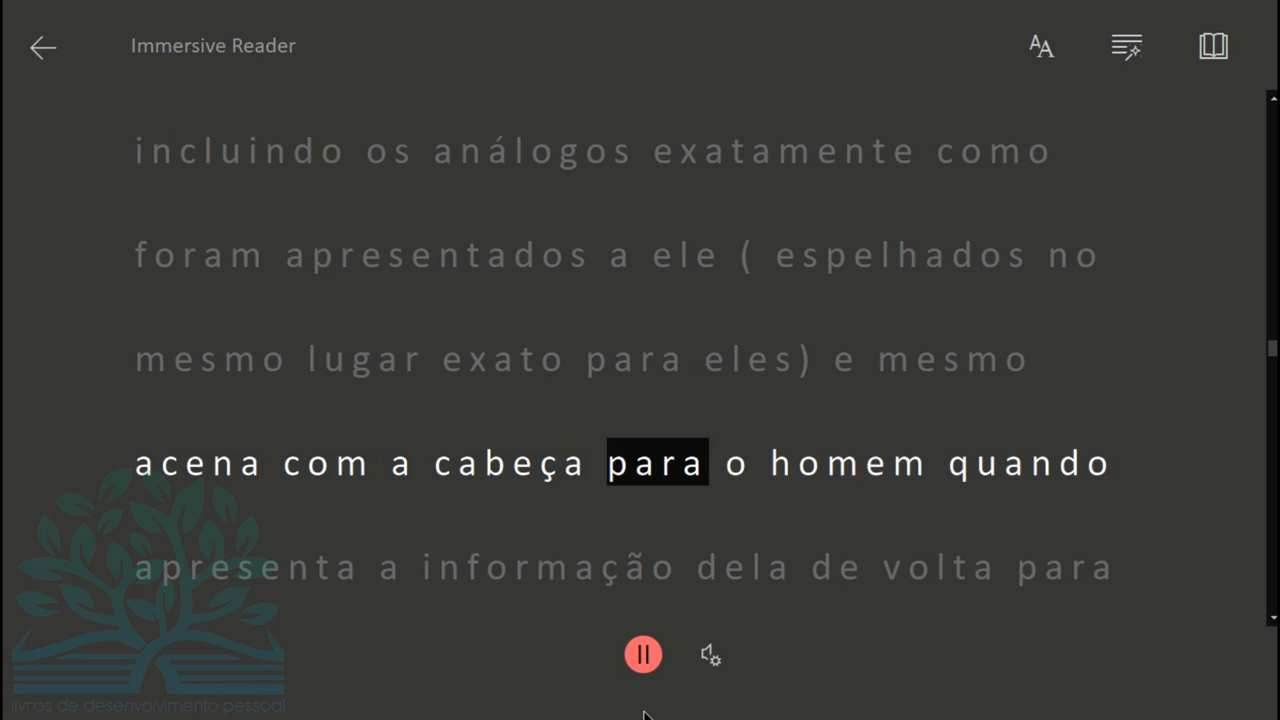 Immersive Reader
incluindo os análogos exatamente como
foram apresentados a ele ( espelhados no
mesmo lugar exato para eles) e mesmo
acena com a cabeça para o homem quando
apresenta a informação dela de volta para
livros de desenvolvimento pessoal